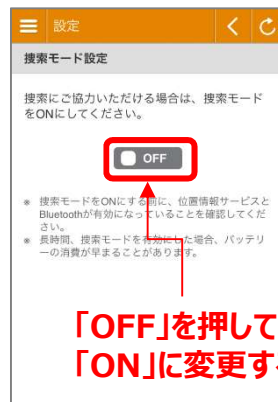 設定
捜索モード設定
捜索にご協力いただける場合は、捜索モード
をONにしてください。
OFF
※ 捜索モードをONにする前に、位置情報サービスと
Bluetoothが有効になっていることを確認してくだ
さい。
※ 長時間、捜索モードを有効にした場合、バッテリ
ーの消費が早まることがあります。
「OFF」を押して
「ON」に変更す